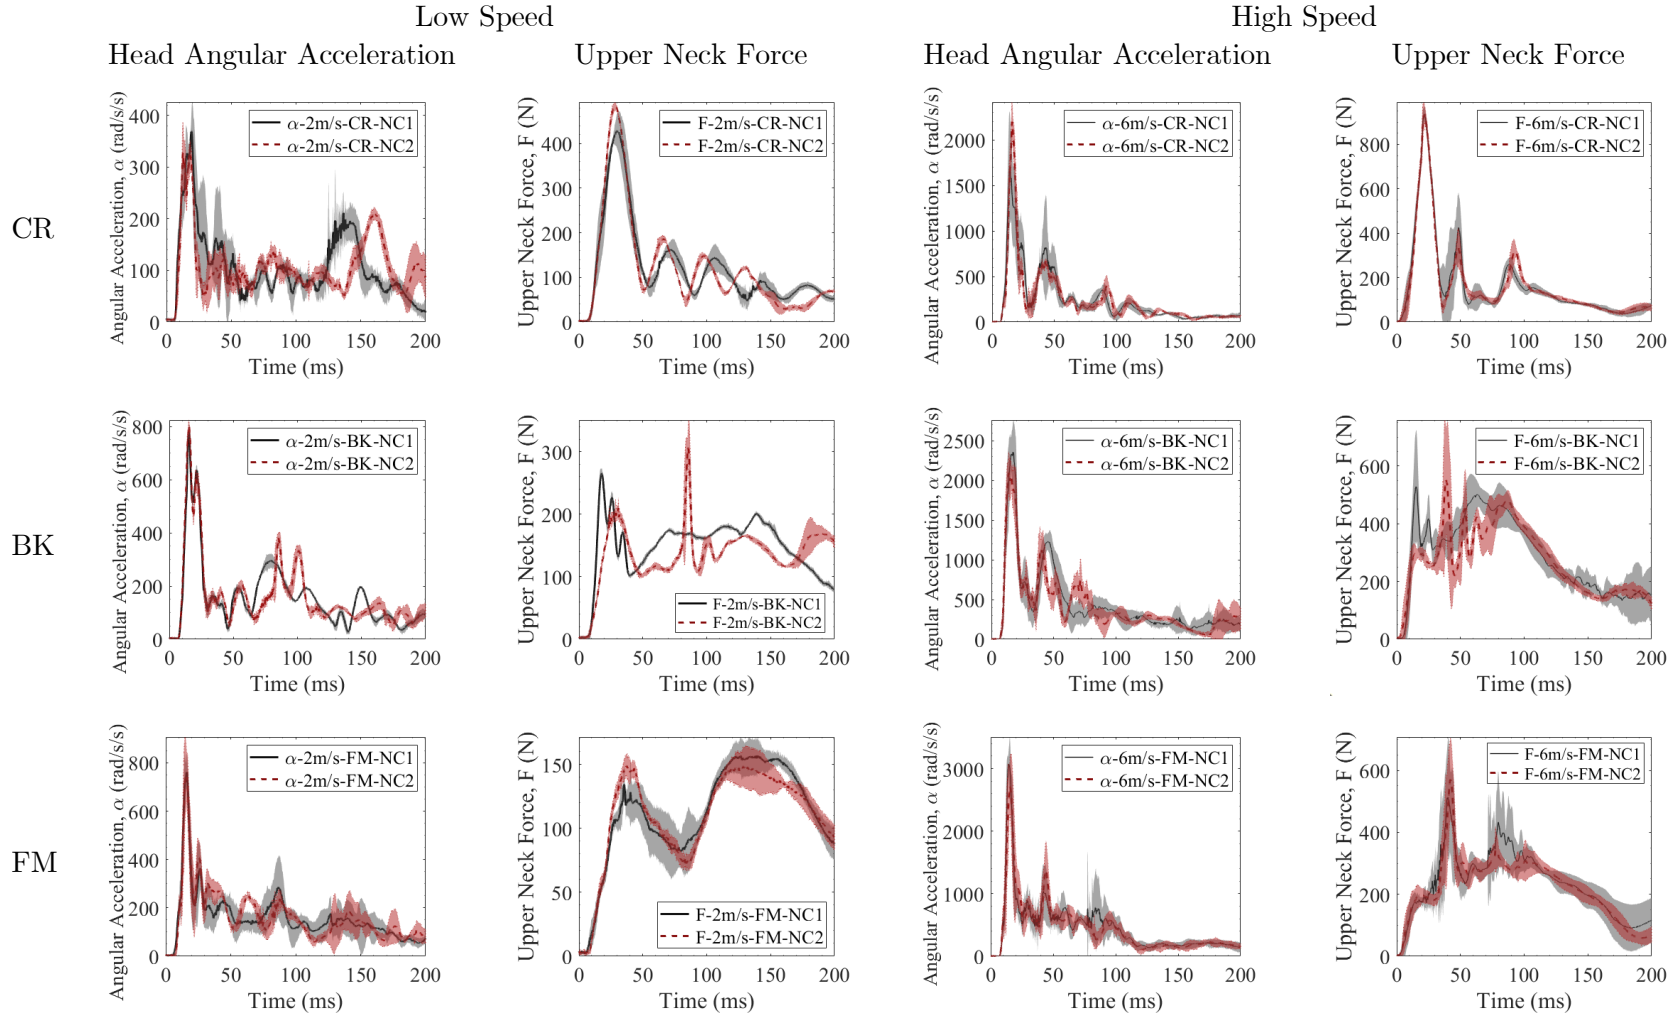 Low Speed
High Speed
Head Angular Acceleration
Upper Neck Force
Head Angular Acceleration
Upper Neck Force
CR
Angular Acceleration, α (rad/s/s)
400
300
200
100
0
α-2m/s-CR-NC1
α-2m/s-CR-NC2
0 50 100 150 200
Time (ms)
Upper Neck Force, F (N)
400
300
200
100
0
F-2m/s-CR-NC1
F-2m/s-CR-NC2
0 50 100 150 200
Time (ms)
Angular Acceleration, α (rad/s/s)
2000
1500
1000
500
0
α-6m/s-CR-NC1
α-6m/s-CR-NC2
0 50 100 150 200
Time (ms)
Upper Neck Force, F (N)
800
600
400
200
0
F-6m/s-CR-NC1
F-6m/s-CR-NC2
0 50 100 150 200
Time (ms)
BK
Angular Acceleration, α (rad/s/s)
800
600
400
200
0
α-2m/s-BK-NC1
α-2m/s-BK-NC2
0 50 100 150 200
Time (ms)
Upper Neck Force, F (N)
300
200
100
0
F-2m/s-BK-NC1
F-2m/s-BK-NC2
0 50 100 150 200
Time (ms)
Angular Acceleration, α (rad/s/s)
2500
2000
1500
1000
500
0
α-6m/s-BK-NC1
α-6m/s-BK-NC2
0 50 100 150 200
Time (ms)
Upper Neck Force, F (N)
600
400
200
0
F-6m/s-BK-NC1
F-6m/s-BK-NC2
0 50 100 150 200
Time (ms)
FM
Angular Acceleration, α (rad/s/s)
800
600
400
200
0
α-2m/s-FM-NC1
α-2m/s-FM-NC2
0 50 100 150 200
Time (ms)
Upper Neck Force, F (N)
150
100
50
0
F-2m/s-FM-NC1
F-2m/s-FM-NC2
0 50 100 150 200
Time (ms)
Angular Acceleration, α (rad/s/s)
3000
2000
1000
0
α-6m/s-FM-NC1
α-6m/s-FM-NC2
0 50 100 150 200
Time (ms)
Upper Neck Force, F (N)
600
400
200
0
F-6m/s-FM-NC1
F-6m/s-FM-NC2
0 50 100 150 200
Time (ms)